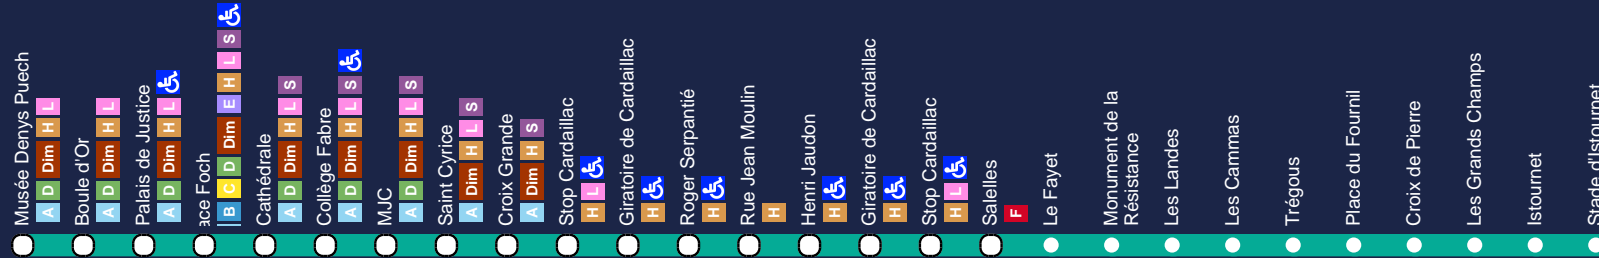 Musée Denys Puech
A D Dim H L
Boule d'Or
A D Dim H L
Palais de Justice
A D Dim H L
ace Foch
B C D Dim E H L S
Cathédrale
A D Dim H L S
Collège Fabre
A D Dim H L S
MJC
A D Dim H L S
Saint Cyrice
A Dim H L S
Croix Grande
A Dim H S
Stop Cardaillac
H L
Giratoire de Cardaillac
H
Roger Serpantié
H
Rue Jean Moulin
H
Henri Jaudon
H
Giratoire de Cardaillac
H
Stop Cardaillac
H L
Salelles
F
Le Fayet
Monument de la
Résistance
Les Landes
Les Cammas
Trégous
Place du Fournil
Croix de Pierre
Les Grands Champs
Istournet
Stade d'Istournet